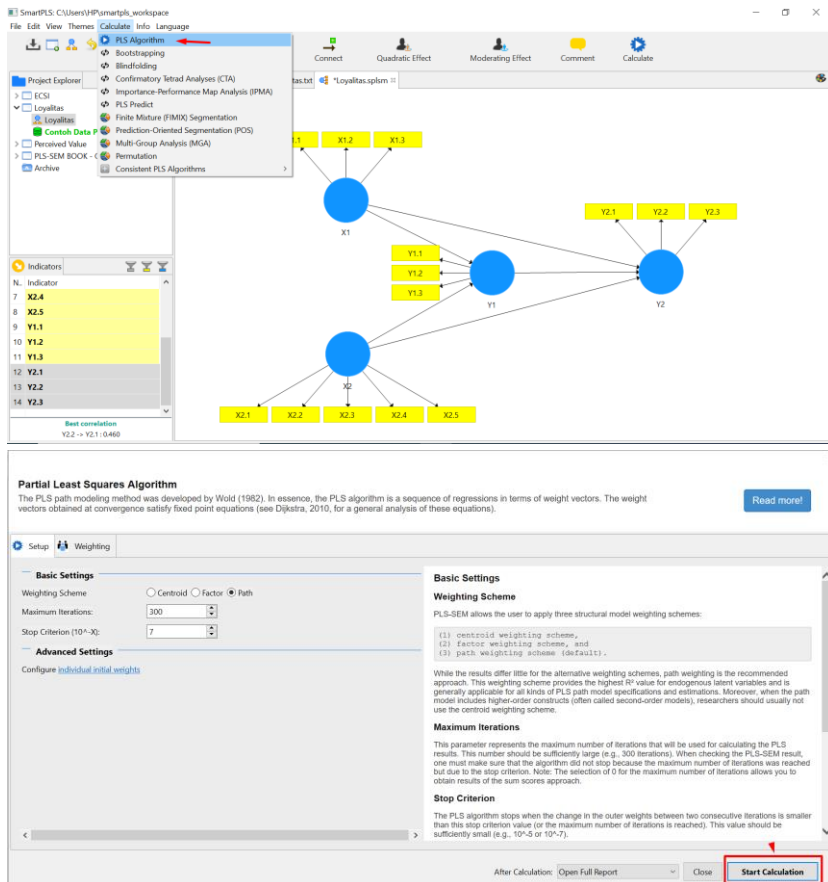 SmartPLS: C:\Users\HP\smartpls_workspace
File Edit View Themes Calculate Info Language
PLS Algorithm
Bootstrapping
Blindfolding
Confirmatory Tetrad Analyses (CTA)
Importance-Performance Map Analysis (IPMA)
PLS Predict
Finite Mixture (FIMIX) Segmentation
Prediction-Oriented Segmentation (POS)
Multi-Group Analysis (MGA)
Permutation
Consistent PLS Algorithms
Connect Quadratic Effect Moderating Effect Comment Calculate
Project Explorer
*Loyalitas.splsm
ECSI
Loyalitas
Loyalitas
Contoh Data P
Perceived Value
PLS-SEM BOOK - C
Archive
X1.2 X1.3
X1
Y2.1 Y2.2 Y2.3
Y2
Y1.1
Y1.2
Y1.3
Y1
X2
X2.1 X2.2 X2.3 X2.4 X2.5
Indicators
N.. Indicator
7 X2.4
8 X2.5
9 Y1.1
10 Y1.2
11 Y1.3
12 Y2.1
13 Y2.2
14 Y2.3
Best correlation
Y2.2 -> Y2.1 : 0.460
Partial Least Squares Algorithm
The PLS path modeling method was developed by Wold (1982). In essence, the PLS algorithm is a sequence of regressions in terms of weight vectors. The weight
vectors obtained at convergence satisfy fixed point equations (see Dijkstra, 2010, for a general analysis of these equations).
Read more!
Setup Weighting
Basic Settings
Weighting Scheme Centroid Factor Path
Maximum Iterations: 300
Stop Criterion (10^-X): 7
Advanced Settings
Configure individual initial weights
Basic Settings
Weighting Scheme
PLS-SEM allows the user to apply three structural model weighting schemes:
(1) centroid weighting scheme,
(2) factor weighting scheme, and
(3) path weighting scheme (default).
While the results differ little for the alternative weighting schemes, path weighting is the recommended
approach. This weighting scheme provides the highest R² value for endogenous latent variables and is
generally applicable for all kinds of PLS path model specifications and estimations. Moreover, when the path
model includes higher-order constructs (often called second-order models), researchers should usually not
use the centroid weighting scheme.
Maximum Iterations
This parameter represents the maximum number of iterations that will be used for calculating the PLS
results. This number should be sufficiently large (e.g., 300 iterations). When checking the PLS-SEM result,
one must make sure that the algorithm did not stop because the maximum number of iterations was reached
but due to the stop criterion. Note: The selection of 0 for the maximum number of iterations allows you to
obtain results of the sum scores approach.
Stop Criterion
The PLS algorithm stops when the change in the outer weights between two consecutive iterations is smaller
than this stop criterion value (or the maximum number of iterations is reached). This value should be
sufficiently small (e.g., 10^-5 or 10^-7).
After Calculation: Open Full Report Close Start Calculation